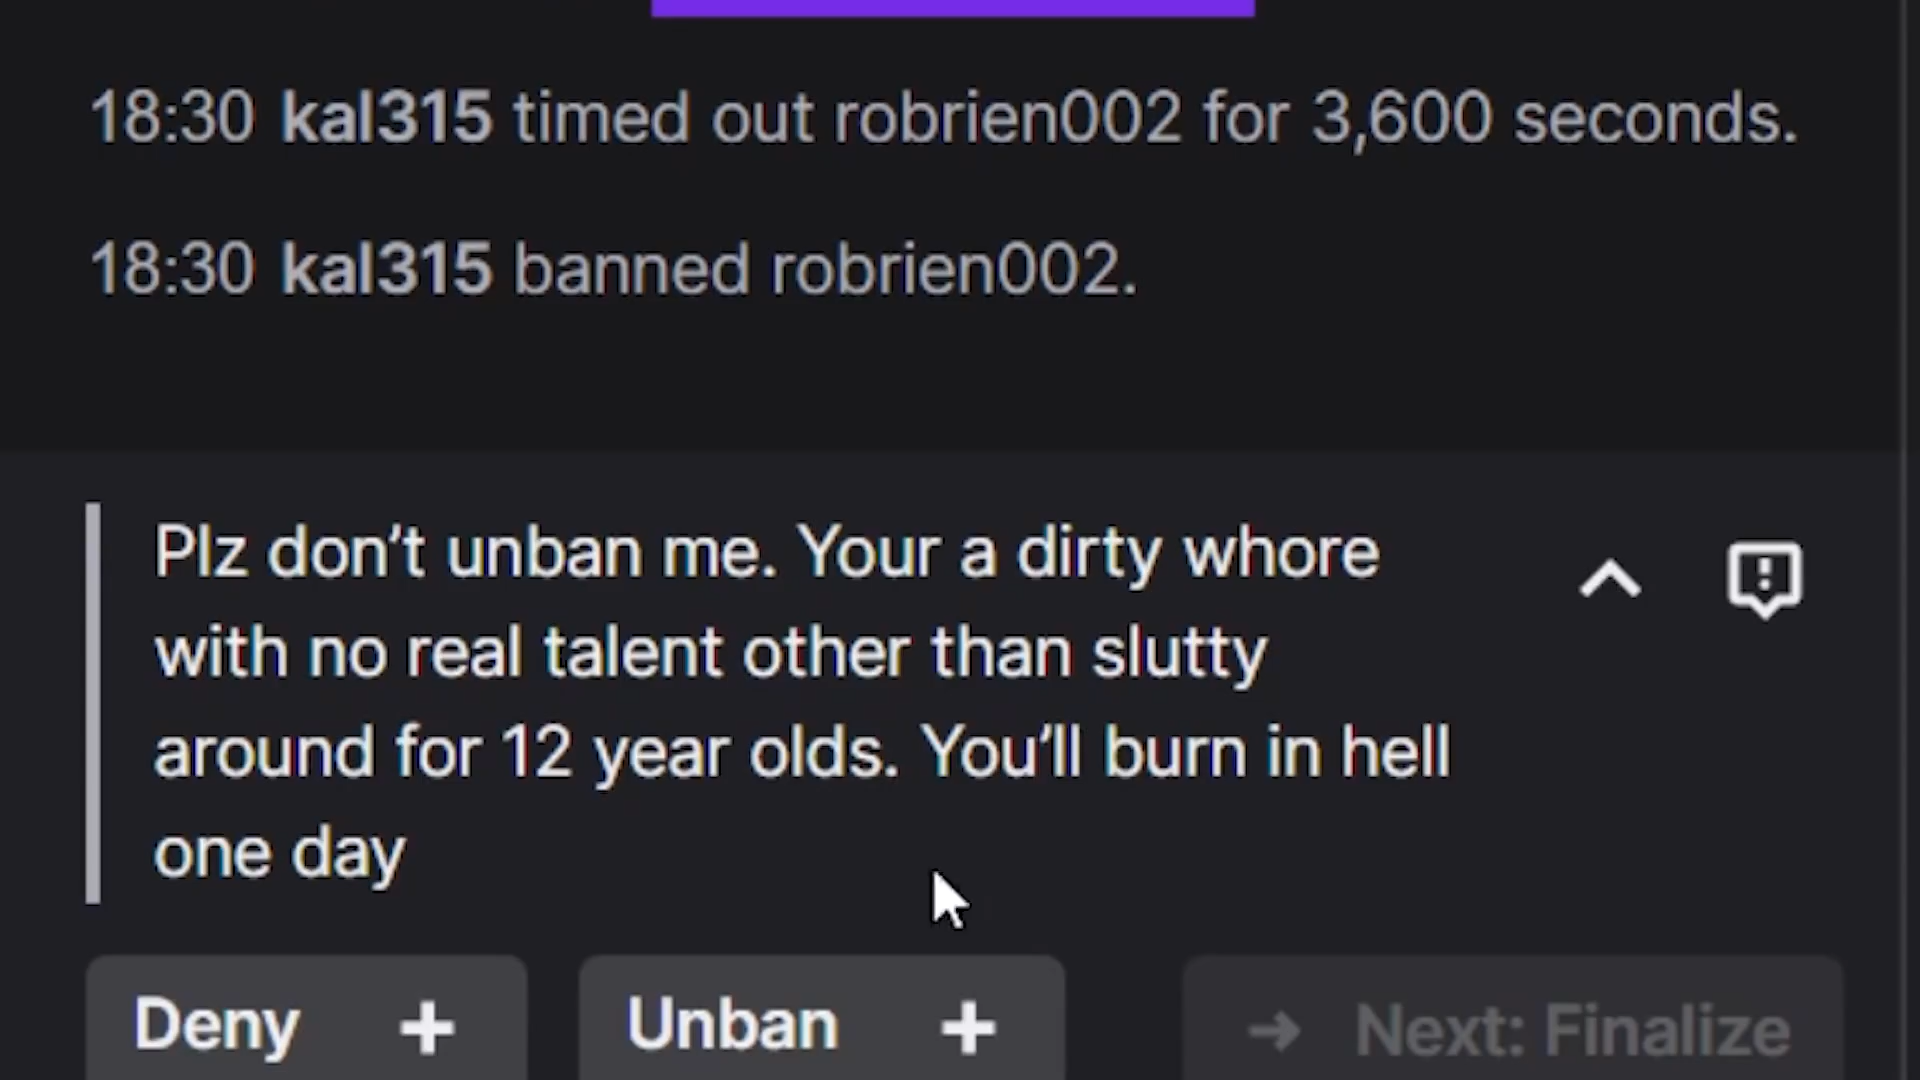 18:30 kal315 timed out robrien002 for 3,600 seconds.
18:30 kal315 banned robrien002.
Plz don’t unban me. Your a dirty whore
with no real talent other than slutty
around for 12 year olds. You’ll burn in hell
one day
Deny +
Unban +
→ Next: Finalize